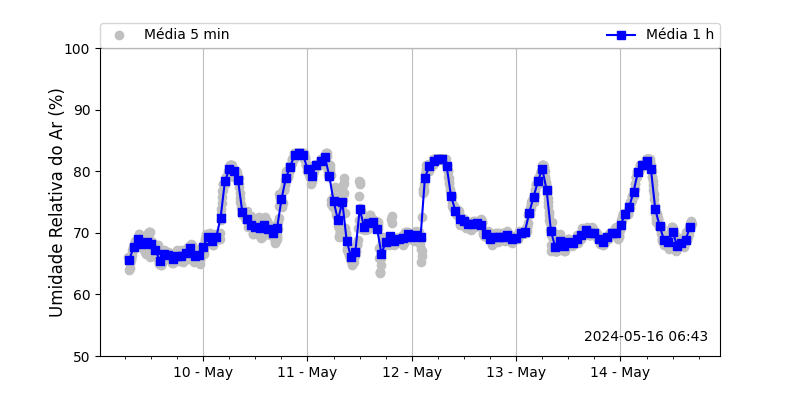 Média 5 min
Média 1 h
Umidade Relativa do Ar (%)
100
90
80
70
60
50
2024-05-16 06:43
10 - May
11 - May
12 - May
13 - May
14 - May